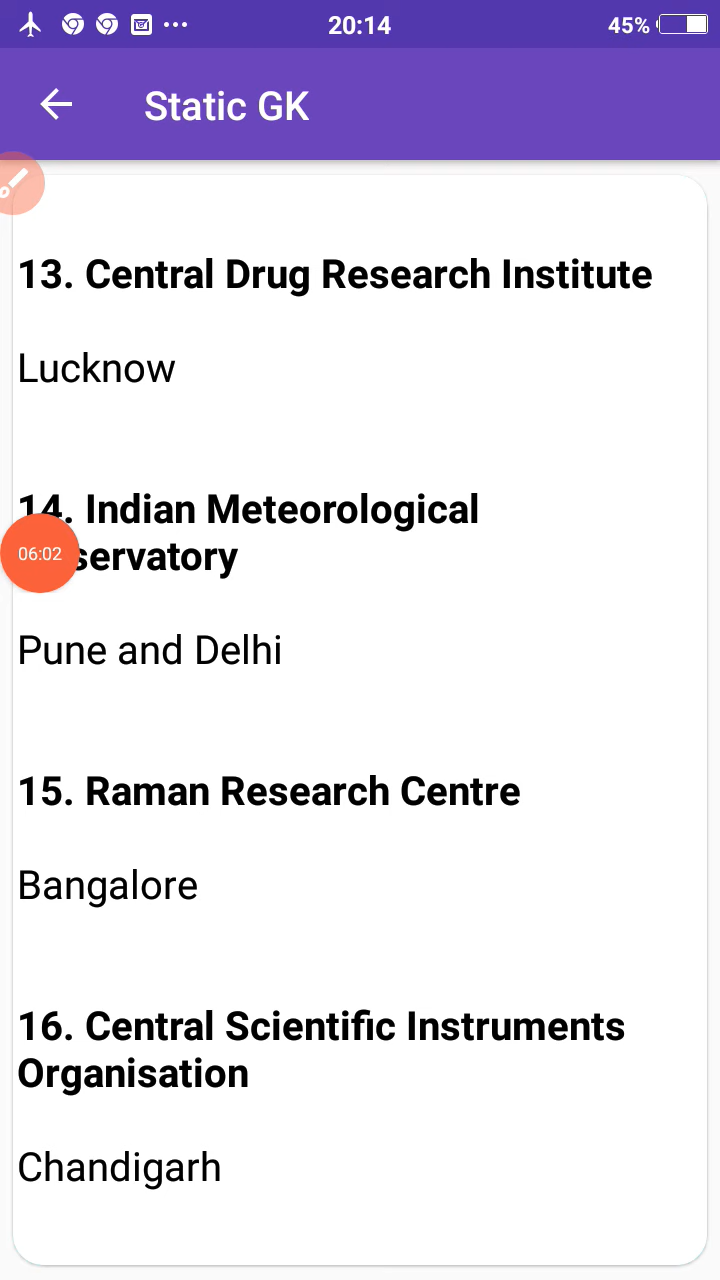 20:14
45%
Static GK
13. Central Drug Research Institute
Lucknow
14. Indian Meteorological
servatory
06:02
Pune and Delhi
15. Raman Research Centre
Bangalore
16. Central Scientific Instruments
Organisation
Chandigarh